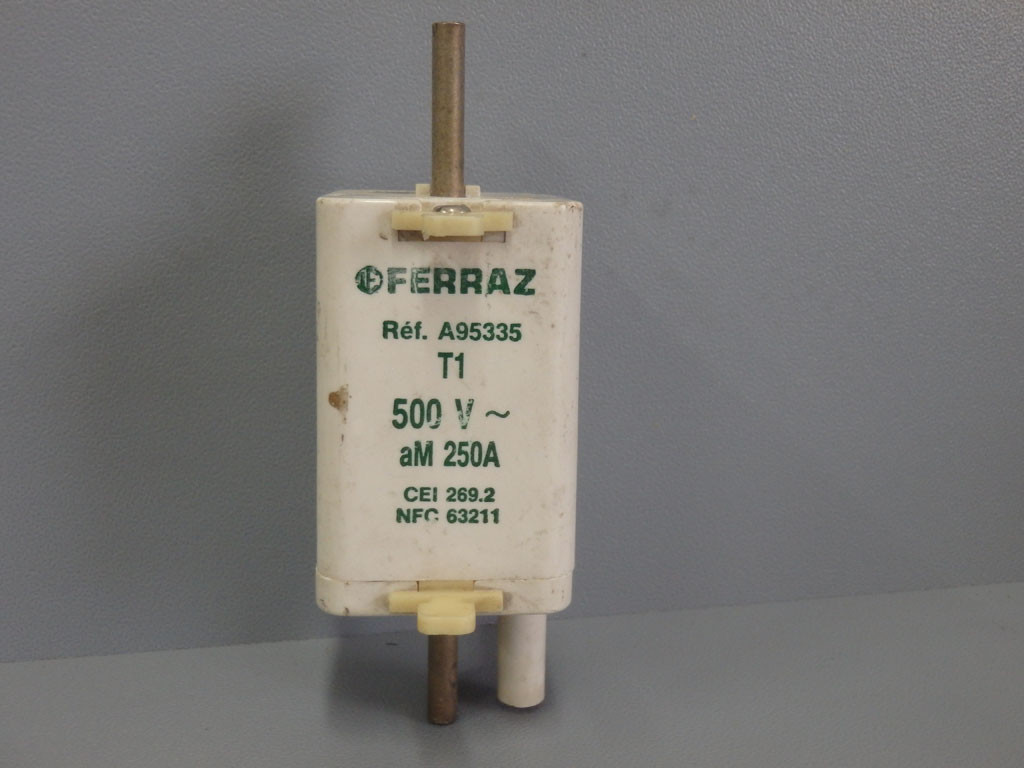 FERRAZ
Réf. A95335
T1
500 V ~
aM 250A
CEI 269.2
NFC 63211